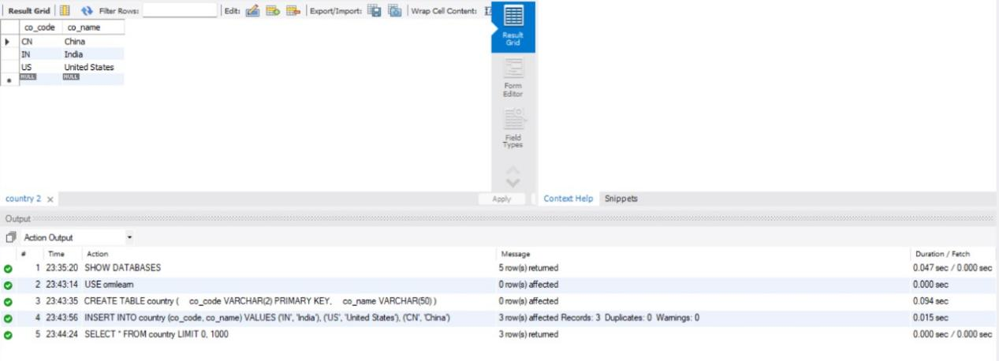 Result Grid Filter Rows: Edit: Export/Import: Wrap Cell Content:
co_code co_name
CN China
IN India
US United States
NULL NULL
Result
Grid
Form
Editor
Field
Types
country 2 Apply Context Help Snippets
Output
Action Output
# Time Action Message Duration / Fetch
1 23:35:20 SHOW DATABASES 5 row(s) returned 0.047 sec / 0.000 sec
2 23:43:14 USE ormlearn 0 row(s) affected 0.000 sec
3 23:43:35 CREATE TABLE country ( co_code VARCHAR(2) PRIMARY KEY, co_name VARCHAR(50) ) 0 row(s) affected 0.094 sec
4 23:43:56 INSERT INTO country (co_code, co_name) VALUES ('IN', 'India'), ('US', 'United States'), ('CN', 'China') 3 row(s) affected Records: 3 Duplicates: 0 Warnings: 0 0.015 sec
5 23:44:24 SELECT * FROM country LIMIT 0, 1000 3 row(s) returned 0.000 sec / 0.000 sec